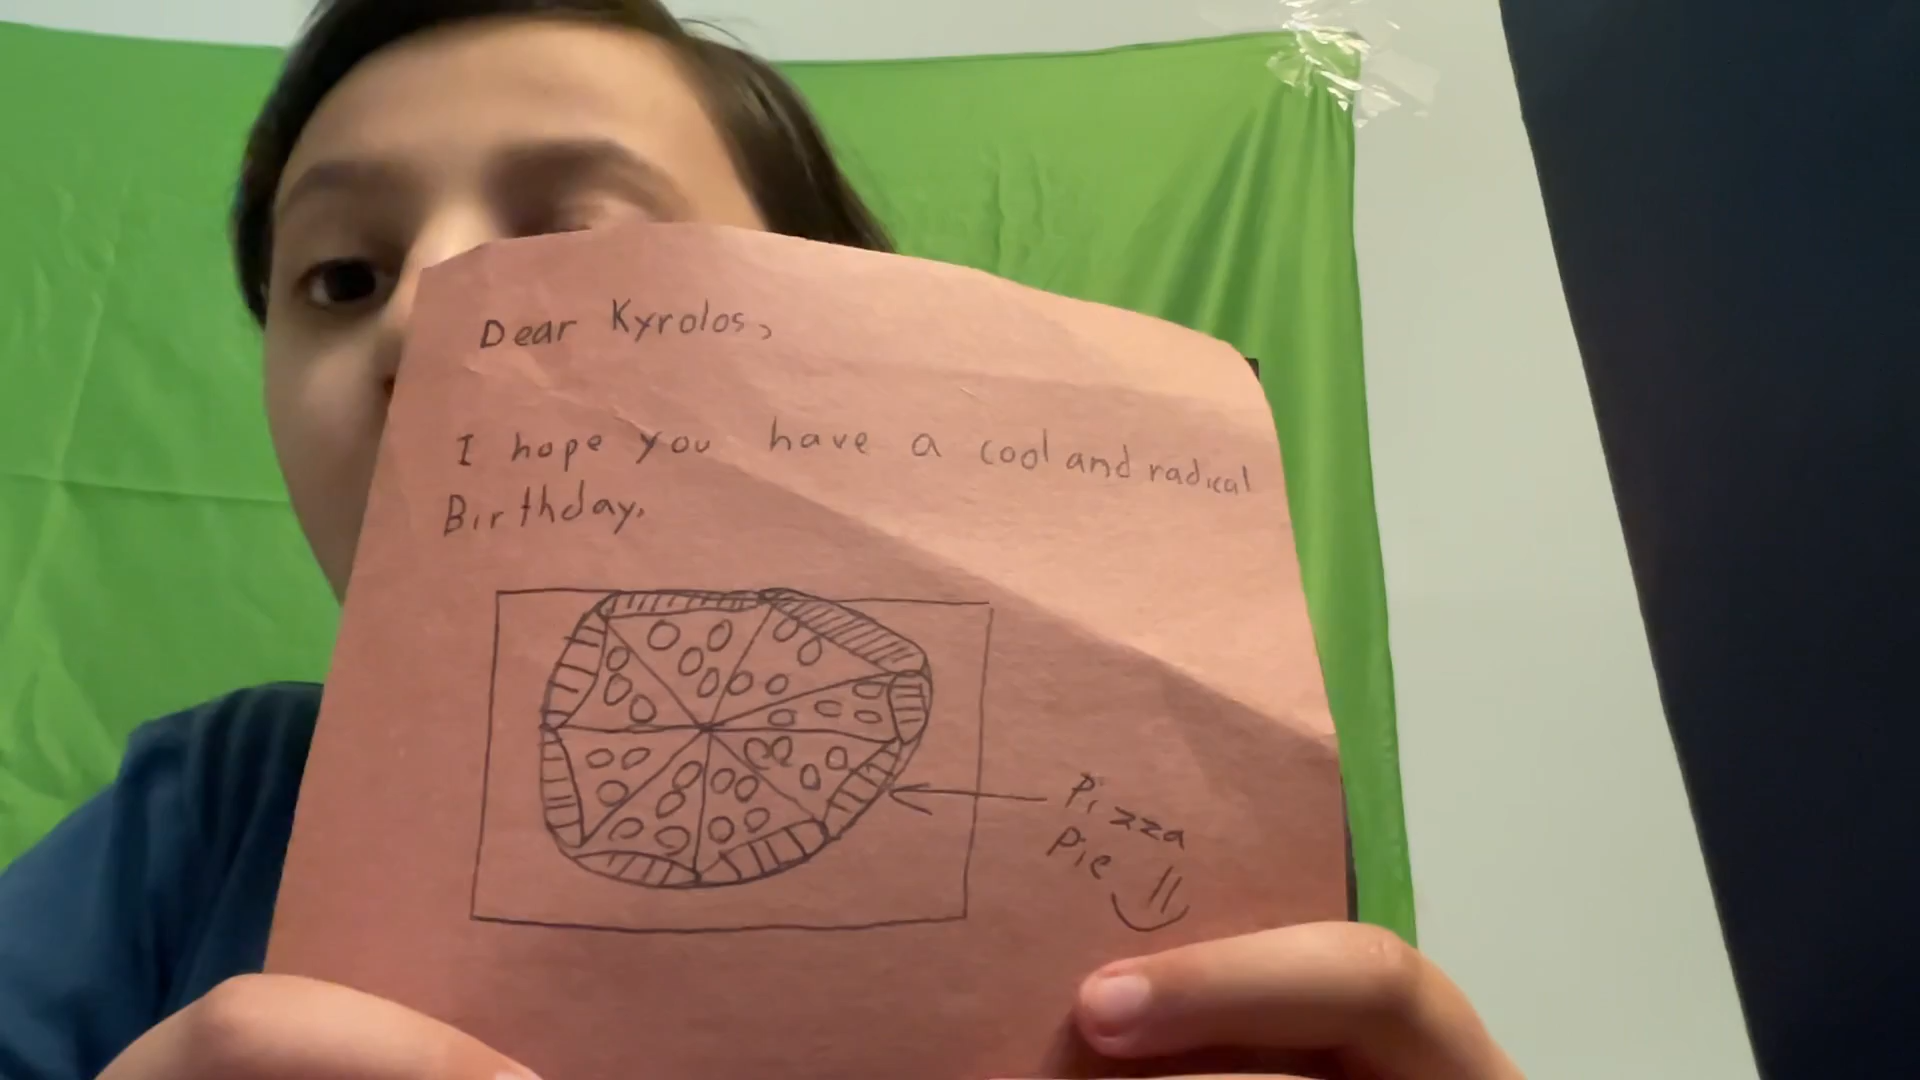 Dear Kyrolos,
I hope you have a cool and radical
Birthday.
Pizza
Pie